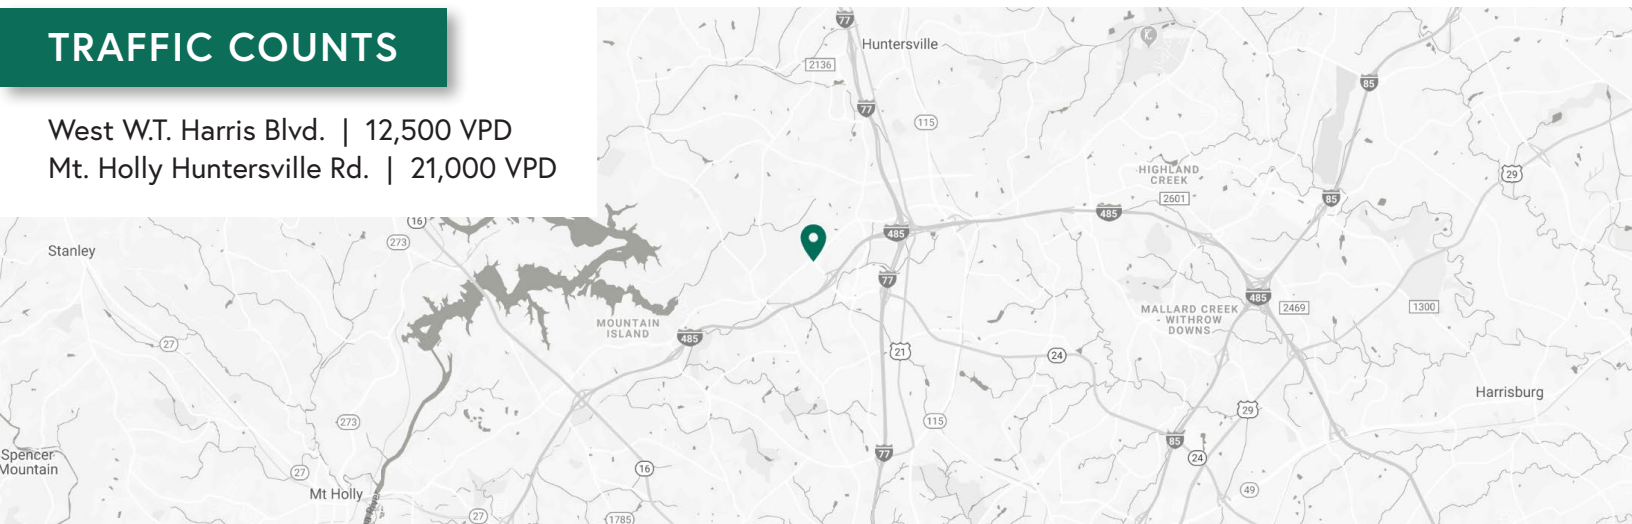 TRAFFIC COUNTS
West W.T. Harris Blvd. | 12,500 VPD
Mt. Holly Huntersville Rd. | 21,000 VPD
77
Huntersville
2136
85
77
115
HIGHLAND
CREEK
29
2601
85
485
16
273
485
Stanley
77
485
2469
1300
MALLARD CREEK
- WITHROW
DOWNS
MOUNTAIN
ISLAND
485
27
21
24
Harrisburg
29
273
115
85
77
24
Spencer
Mountain
27
16
Mt Holly
49
27
1785